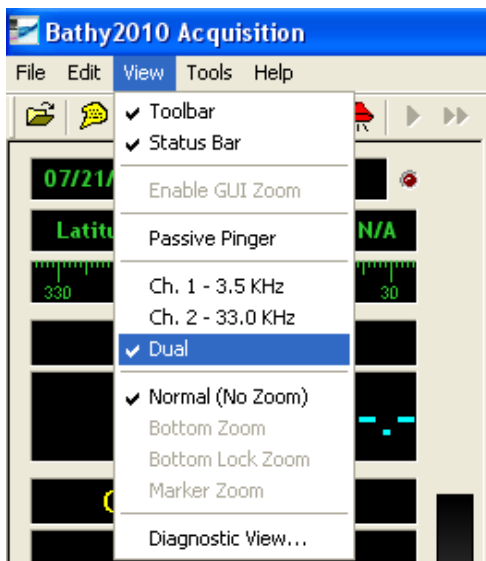 Bathy2010 Acquisition
File Edit View Tools Help
Toolbar
Status Bar
07/21/
Enable GUI Zoom
Passive Pinger
N/A
330
30
Ch. 1 - 3.5 KHz
Ch. 2 - 33.0 KHz
Dual
Normal (No Zoom)
-.-
Bottom Zoom
Bottom Lock Zoom
Marker Zoom
Diagnostic View...